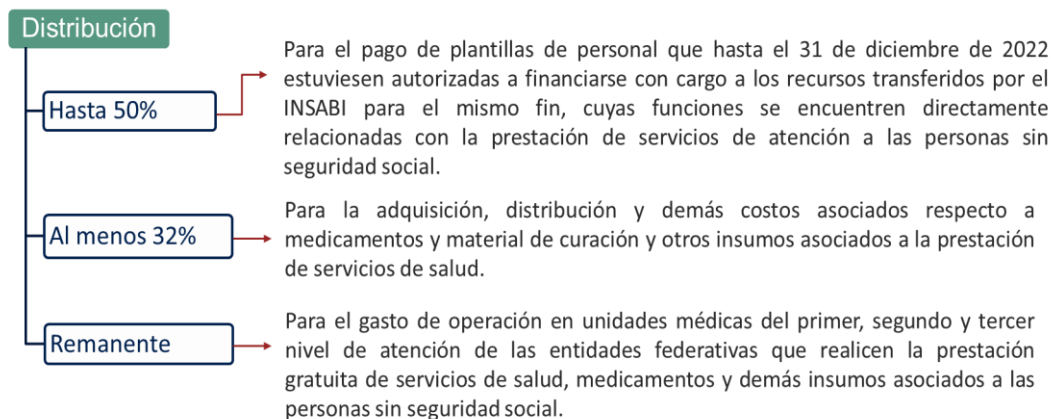 Distribución
Hasta 50%
Para el pago de plantillas de personal que hasta el 31 de diciembre de 2022
estuviesen autorizadas a financiarse con cargo a los recursos transferidos por el
INSABI para el mismo fin, cuyas funciones se encuentren directamente
relacionadas con la prestación de servicios de atención a las personas sin
seguridad social.
Al menos 32%
Para la adquisición, distribución y demás costos asociados respecto a
medicamentos y material de curación y otros insumos asociados a la prestación
de servicios de salud.
Remanente
Para el gasto de operación en unidades médicas del primer, segundo y tercer
nivel de atención de las entidades federativas que realicen la prestación
gratuita de servicios de salud, medicamentos y demás insumos asociados a las
personas sin seguridad social.